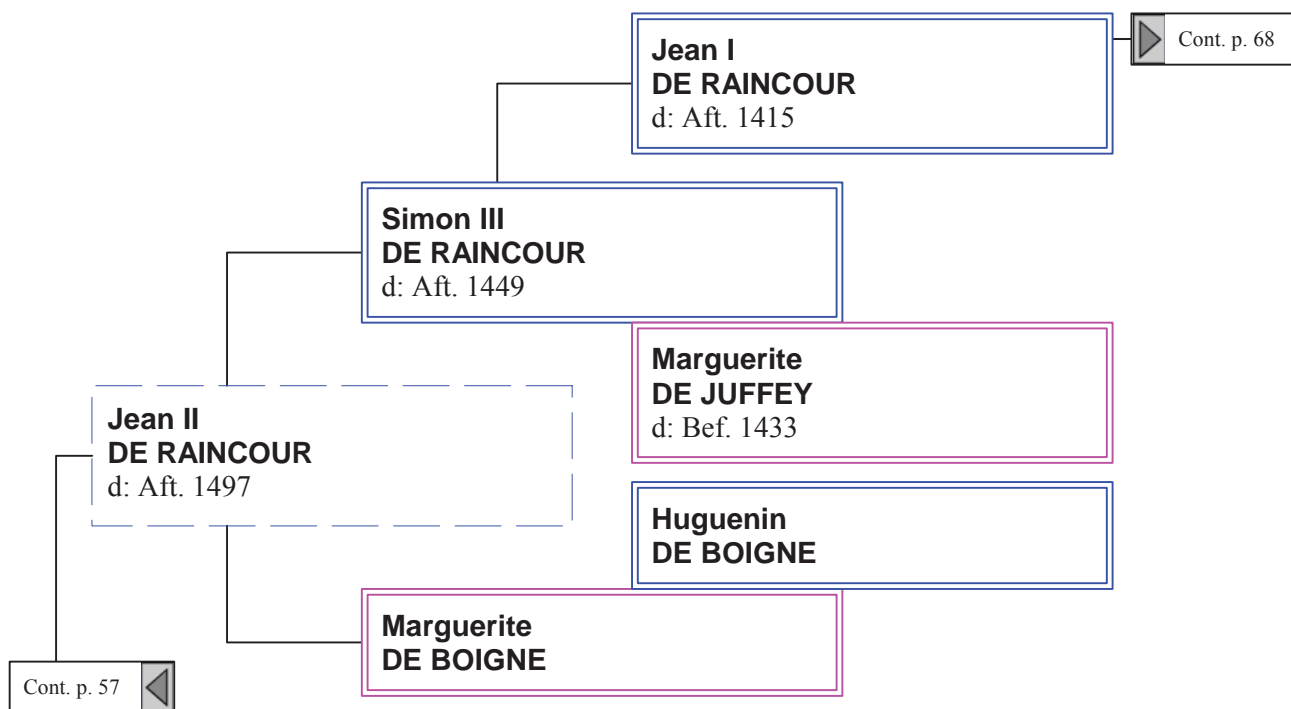 Jean I
DE RAINCOUR
d: Aft. 1415
Cont. p. 68
Simon III
DE RAINCOUR
d: Aft. 1449
Marguerite
DE JUFFEY
d: Bef. 1433
Jean II
DE RAINCOUR
d: Aft. 1497
Huguenin
DE BOIGNE
Marguerite
DE BOIGNE
Cont. p. 57